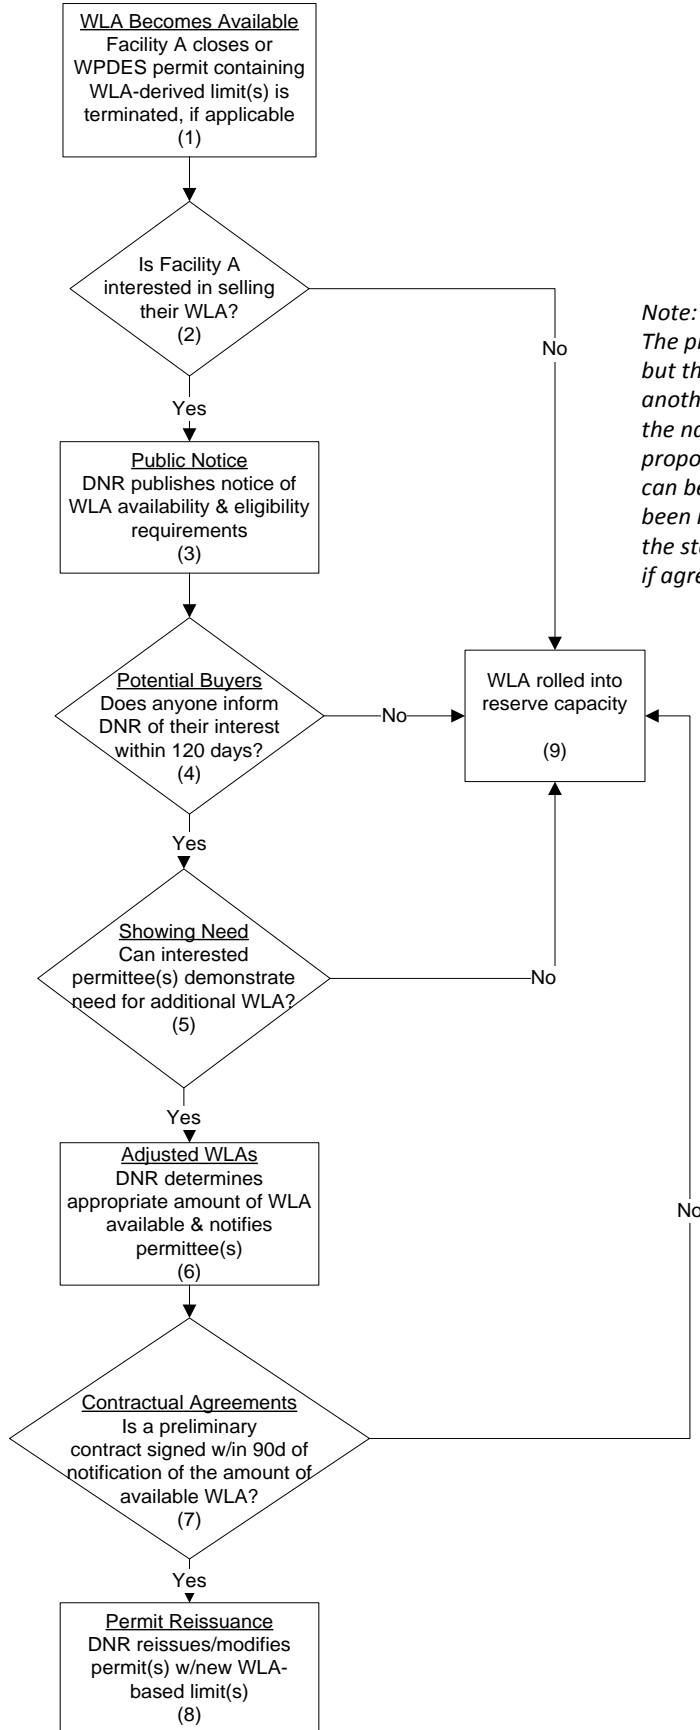 WLA Becomes Available
Facility A closes or
WPDES permit containing
WLA-derived limit(s) is
terminated, if applicable
(1)
Is Facility A
interested in selling
their WLA?
(2)
No
Yes
Note:
The p
but th
anoth
the na
propo
can be
been
the st
if agre
Public Notice
DNR publishes notice of
WLA availability & eligibility
requirements
(3)
Potential Buyers
Does anyone inform
DNR of their interest
within 120 days?
(4)
No
WLA rolled into
reserve capacity
(9)
Yes
Showing Need
Can interested
permittee(s) demonstrate
need for additional WLA?
(5)
No
Yes
Adjusted WLAs
DNR determines
appropriate amount of WLA
available & notifies
permittee(s)
(6)
No
Contractual Agreements
Is a preliminary
contract signed w/in 90d of
notification of the amount of
available WLA?
(7)
Yes
Permit Reissuance
DNR reissues/modifies
permit(s) w/new WLA-
based limit(s)
(8)